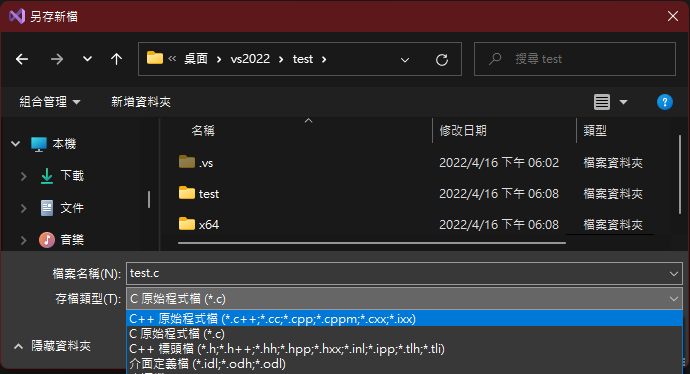 另存新檔
« 桌面 › vs2022 › test ›
搜尋 test
組合管理 新增資料夾
名稱 修改日期 類型
本機
.vs 2022/4/16 下午 06:02 檔案資料夾
下載
test 2022/4/16 下午 06:08 檔案資料夾
文件
x64 2022/4/16 下午 06:08 檔案資料夾
音樂
檔案名稱(N): test.c
存檔類型(T): C 原始程式檔 (*.c)
C++ 原始程式檔 (*.c++;*.cc;*.cpp;*.cppm;*.cxx;*.ixx)
C 原始程式檔 (*.c)
隱藏資料夾
C++ 標頭檔 (*.h;*.h++;*.hh;*.hpp;*.hxx;*.inl;*.ipp;*.tlh;*.tli)
介面定義檔 (*.idl;*.odh;*.odl)